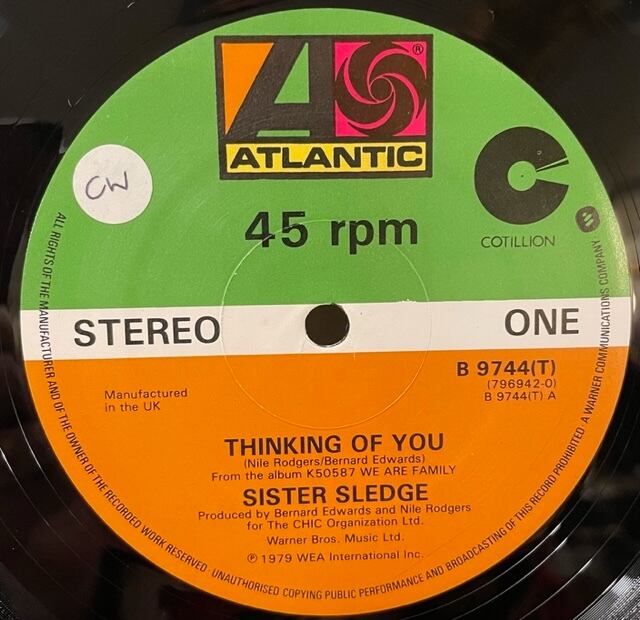 ATLANTIC
®
CW
45 rpm
COTILLION
STEREO
ONE
B 9744(T)
(796942-0)
B 9744(T) A
Manufactured
in the UK
THINKING OF YOU
(Nile Rodgers/Bernard Edwards)
From the album K50587 WE ARE FAMILY
SISTER SLEDGE
Produced by Bernard Edwards and Nile Rodgers
for The CHIC Organization Ltd.
Warner Bros. Music Ltd.
℗ 1979 WEA International Inc.
ALL RIGHTS OF THE MANUFACTURER AND OF THE OWNER OF THE RECORDED WORK RESERVED. UNAUTHORISED COPYING PUBLIC PERFORMANCE AND BROADCASTING OF THIS RECORD PROHIBITED. A WARNER COMMUNICATIONS COMPANY.